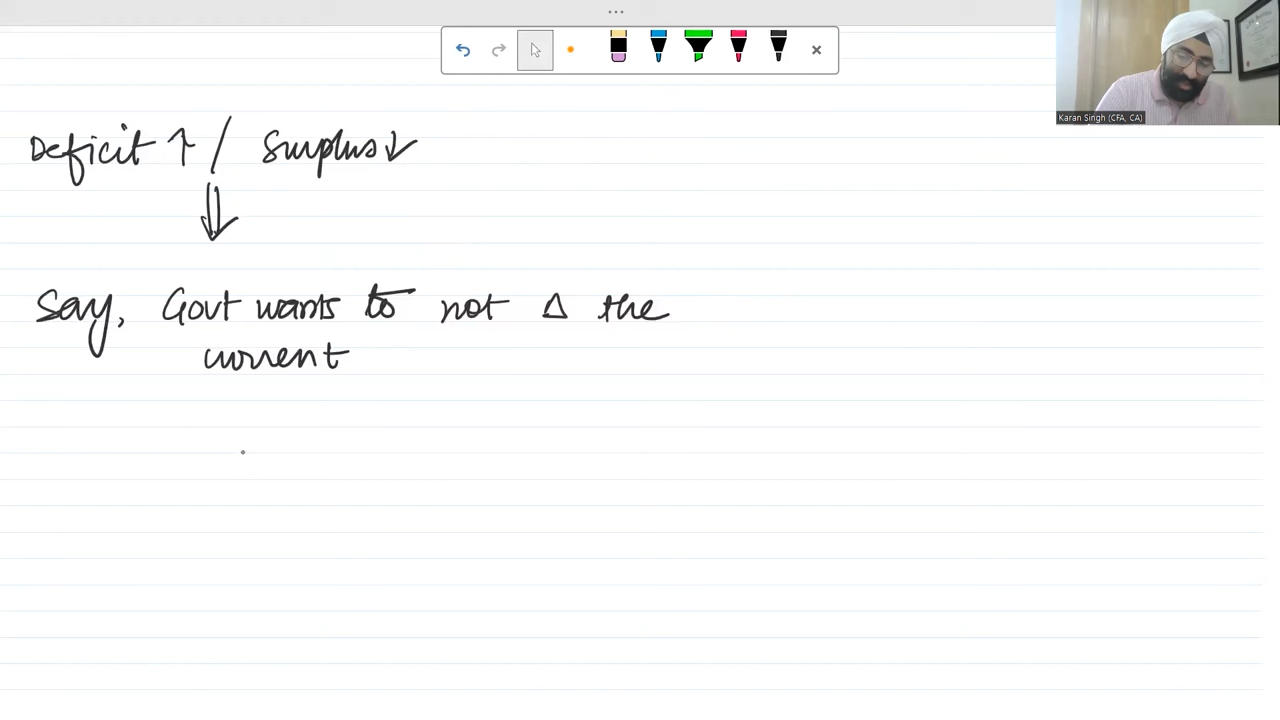 Karan Singh (CFA, CA)
Deficit ↑ / Surplus ↓
⇓
Say, Govt wants to not Δ the
current